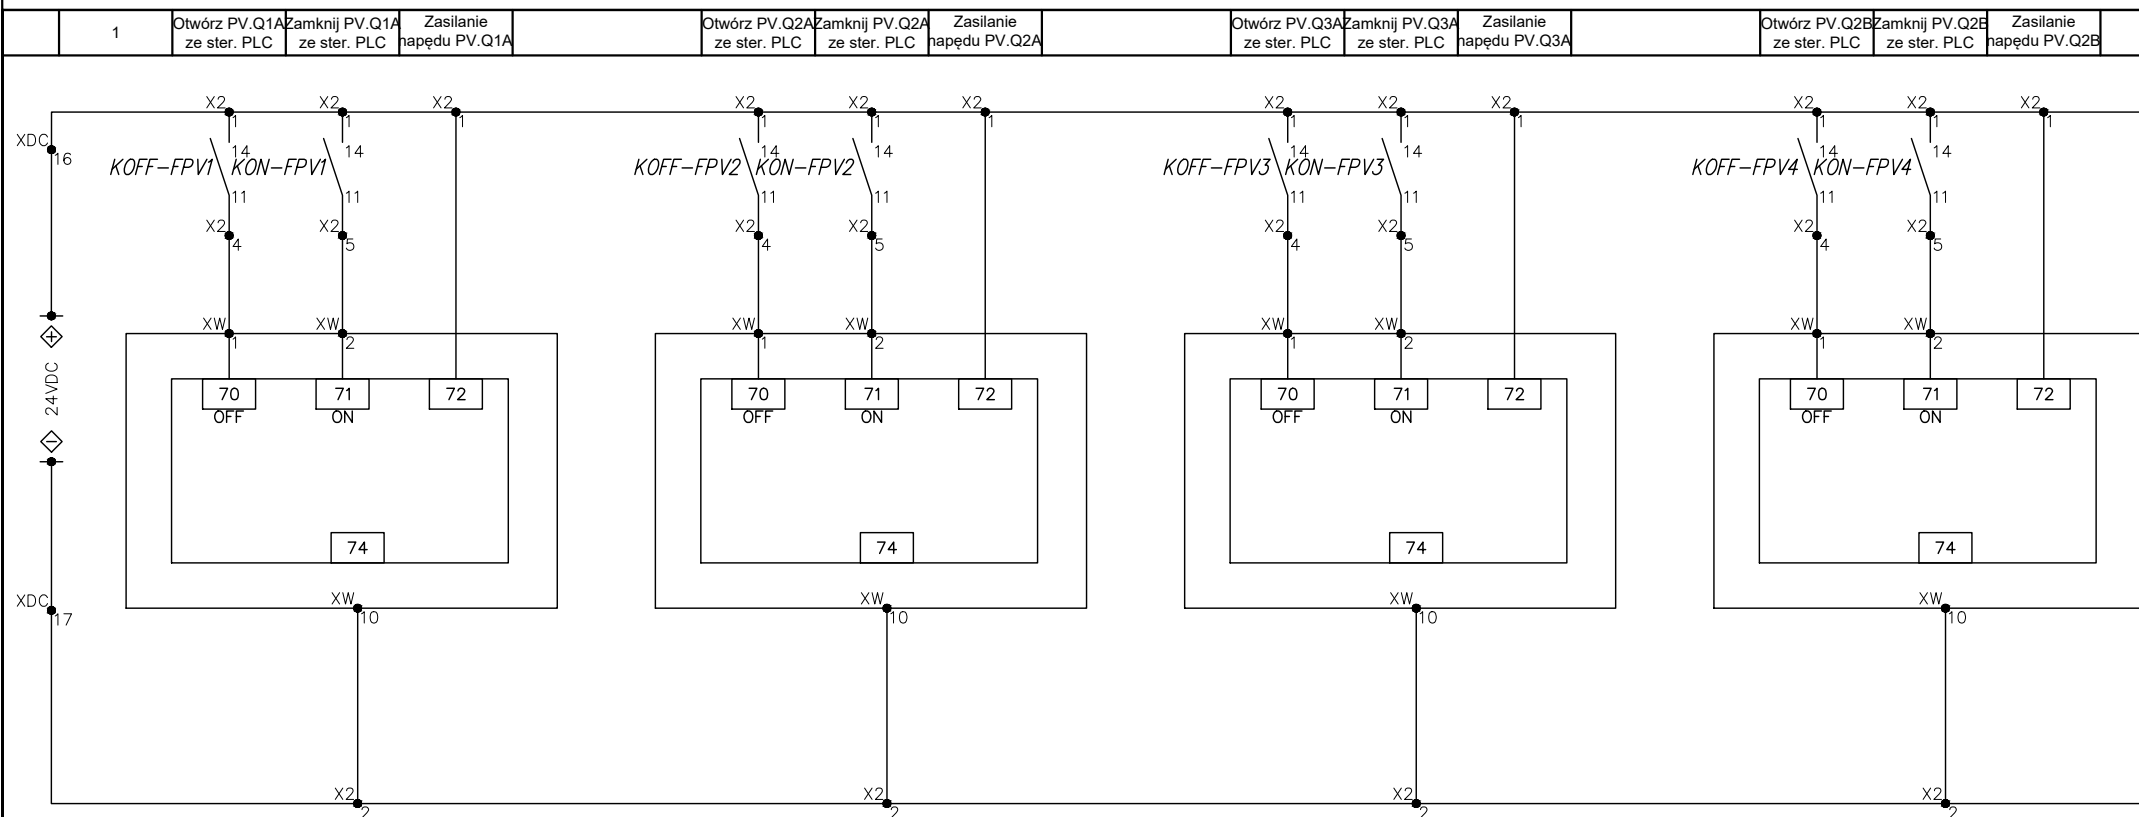 1
Otwórz PV.Q1A
ze ster. PLC
Zamknij PV.Q1A
ze ster. PLC
Zasilanie
napędu PV.Q1A
Otwórz PV.Q2A
ze ster. PLC
Zamknij PV.Q2A
ze ster. PLC
Zasilanie
napędu PV.Q2A
Otwórz PV.Q3A
ze ster. PLC
Zamknij PV.Q3A
ze ster. PLC
Zasilanie
napędu PV.Q3A
Otwórz PV.Q2B
ze ster. PLC
Zamknij PV.Q2B
ze ster. PLC
Zasilanie
napędu PV.Q2B
X2 X2 X2 X2 X2 X2 X2 X2 X2 X2 X2 X2
1 1 1 1 1 1 1 1 1 1 1 1
XDC
16
14 14 14 14 14 14 14 14
KOFF-FPV1 KON-FPV1 KOFF-FPV2 KON-FPV2 KOFF-FPV3 KON-FPV3 KOFF-FPV4 KON-FPV4
11 11 11 11 11 11 11 11
X2 X2 X2 X2 X2 X2 X2 X2
4 5 4 5 4 5 4 5
XW XW XW XW XW XW XW XW
1 2 1 2 1 2 1 2
+
24VDC
-
70 71 72 70 71 72 70 71 72 70 71 72
OFF ON OFF ON OFF ON OFF ON
74 74 74 74
XDC
17
XW XW XW XW
10 10 10 10
X2 X2 X2 X2
2 2 2 2